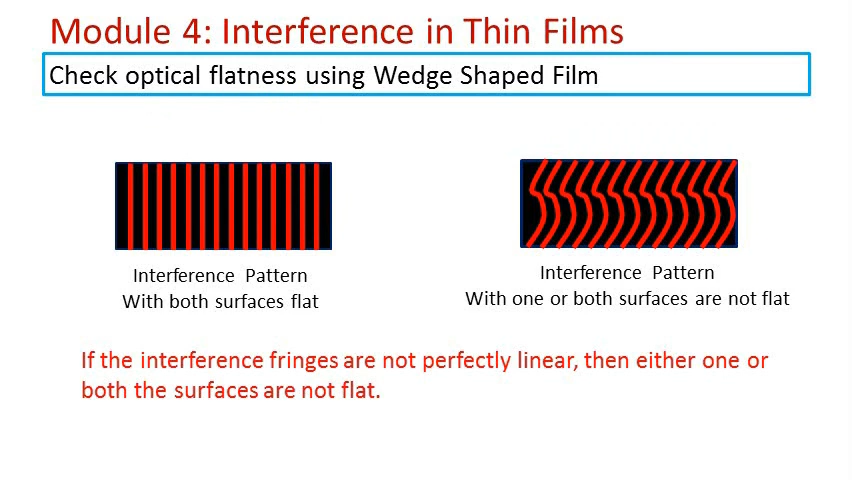 Module 4: Interference in Thin Films
Check optical flatness using Wedge Shaped Film
Interference Pattern
With both surfaces flat
Interference Pattern
With one or both surfaces are not flat
If the interference fringes are not perfectly linear, then either one or
both the surfaces are not flat.